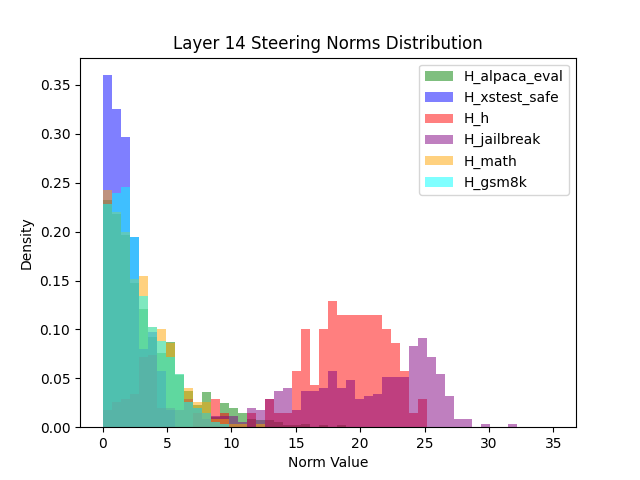 Layer 14 Steering Norms Distribution
H_alpaca_eval
H_xstest_safe
H_h
H_jailbreak
H_math
H_gsm8k
Density
0.35
0.30
0.25
0.20
0.15
0.10
0.05
0.00
0 5 10 15 20 25 30 35
Norm Value